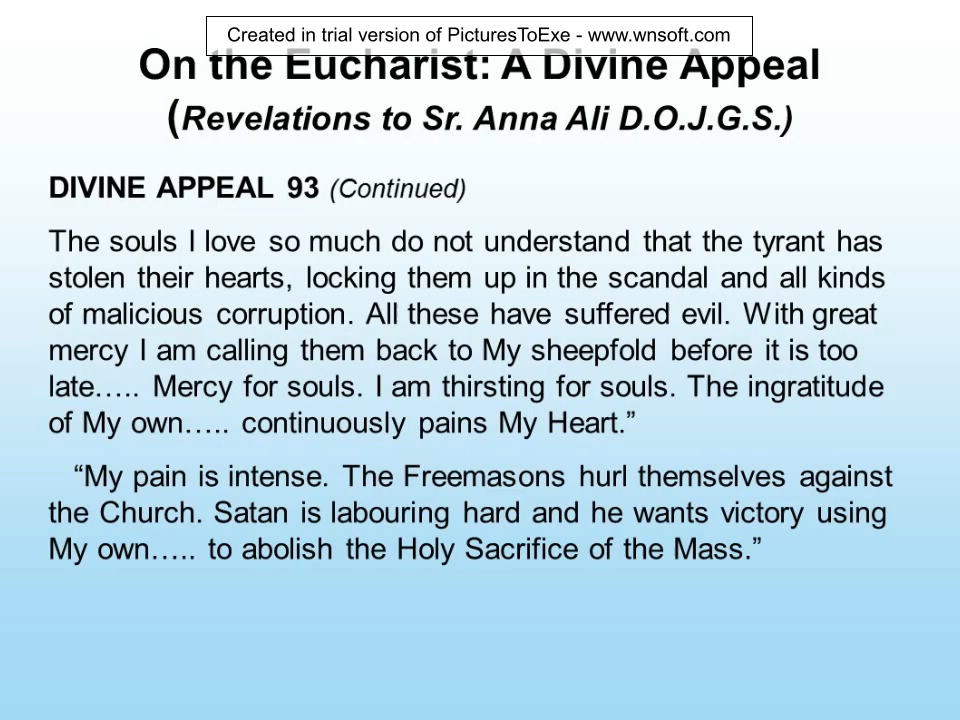 Created in trial version of PicturesToExe - www.wnsoft.com
On the Eucharist: A Divine Appeal
(Revelations to Sr. Anna Ali D.O.J.G.S.)
DIVINE APPEAL 93 (Continued)
The souls I love so much do not understand that the tyrant has
stolen their hearts, locking them up in the scandal and all kinds
of malicious corruption. All these have suffered evil. With great
mercy I am calling them back to My sheepfold before it is too
late….. Mercy for souls. I am thirsting for souls. The ingratitude
of My own….. continuously pains My Heart.”
“My pain is intense. The Freemasons hurl themselves against
the Church. Satan is labouring hard and he wants victory using
My own….. to abolish the Holy Sacrifice of the Mass.”